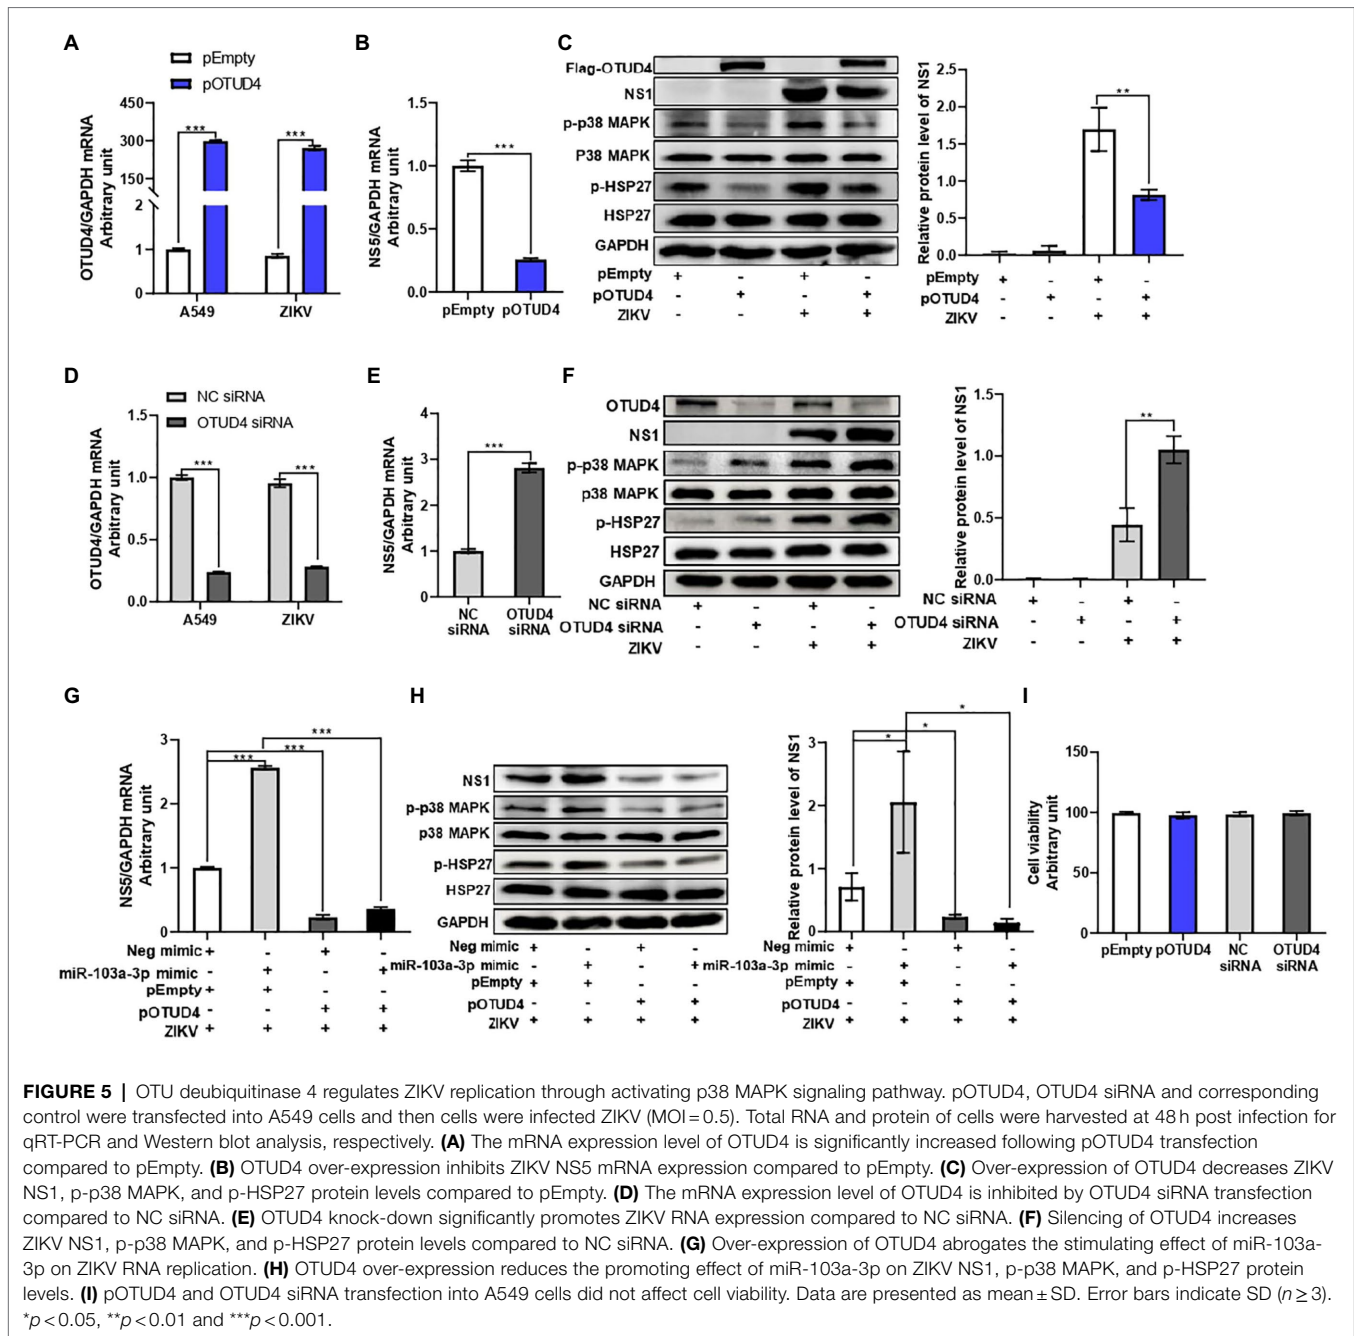 A
pEmpty
pOTUD4
OTUD4/GAPDH mRNA
Arbitrary unit
450
300
150
2
1
0
***
***
A549 ZIKV
B
NS5/GAPDH mRNA
Arbitrary unit
1.5
1.0
0.5
0.0
***
pEmpty pOTUD4
C
Flag-OTUD4
NS1
p-p38 MAPK
P38 MAPK
p-HSP27
HSP27
GAPDH
pEmpty + - + -
pOTUD4 - + - +
ZIKV - - + +
Relative protein level of NS1
2.5
2.0
1.5
1.0
0.5
0.0
**
pEmpty + - + -
pOTUD4 - + - +
ZIKV - - + +
D
NC siRNA
OTUD4 siRNA
OTUD4/GAPDH mRNA
Arbitrary unit
1.5
1.0
0.5
0.0
***
***
A549 ZIKV
E
NS5/GAPDH mRNA
Arbitrary unit
4
3
2
1
0
***
NC OTUD4
siRNA siRNA
F
OTUD4
NS1
p-p38 MAPK
p38 MAPK
p-HSP27
HSP27
GAPDH
NC siRNA + - + -
OTUD4 siRNA - + - +
ZIKV - - + +
Relative protein level of NS1
1.5
1.0
0.5
0.0
**
NC siRNA + - + -
OTUD4 siRNA - + - +
ZIKV - - + +
G
NS5/GAPDH mRNA
Arbitrary unit
3
2
1
0
***
***
***
Neg mimic + - + -
miR-103a-3p mimic - + - +
pEmpty + + - -
pOTUD4 - - + +
ZIKV + + + +
H
NS1
p-p38 MAPK
p38 MAPK
p-HSP27
HSP27
GAPDH
Neg mimic + - + -
miR-103a-3p mimic - + - +
pEmpty + + - -
pOTUD4 - - + +
ZIKV + + + +
Relative protein level of NS1
3
2
1
0
*
*
*
Neg mimic + - + -
miR-103a-3p mimic - + - +
pEmpty + + - -
pOTUD4 - - + +
ZIKV + + + +
I
Cell viability
Arbitrary unit
150
100
50
0
pEmpty pOTUD4 NC OTUD4
siRNA siRNA
FIGURE 5 | OTU deubiquitinase 4 regulates ZIKV replication through activating p38 MAPK signaling pathway. pOTUD4, OTUD4 siRNA and corresponding
control were transfected into A549 cells and then cells were infected ZIKV (MOI = 0.5). Total RNA and protein of cells were harvested at 48 h post infection for
qRT-PCR and Western blot analysis, respectively. (A) The mRNA expression level of OTUD4 is significantly increased following pOTUD4 transfection
compared to pEmpty. (B) OTUD4 over-expression inhibits ZIKV NS5 mRNA expression compared to pEmpty. (C) Over-expression of OTUD4 decreases ZIKV
NS1, p-p38 MAPK, and p-HSP27 protein levels compared to pEmpty. (D) The mRNA expression level of OTUD4 is inhibited by OTUD4 siRNA transfection
compared to NC siRNA. (E) OTUD4 knock-down significantly promotes ZIKV RNA expression compared to NC siRNA. (F) Silencing of OTUD4 increases
ZIKV NS1, p-p38 MAPK, and p-HSP27 protein levels compared to NC siRNA. (G) Over-expression of OTUD4 abrogates the stimulating effect of miR-103a-
3p on ZIKV RNA replication. (H) OTUD4 over-expression reduces the promoting effect of miR-103a-3p on ZIKV NS1, p-p38 MAPK, and p-HSP27 protein
levels. (I) pOTUD4 and OTUD4 siRNA transfection into A549 cells did not affect cell viability. Data are presented as mean ± SD. Error bars indicate SD (n ≥ 3).
*p < 0.05, **p < 0.01 and ***p < 0.001.